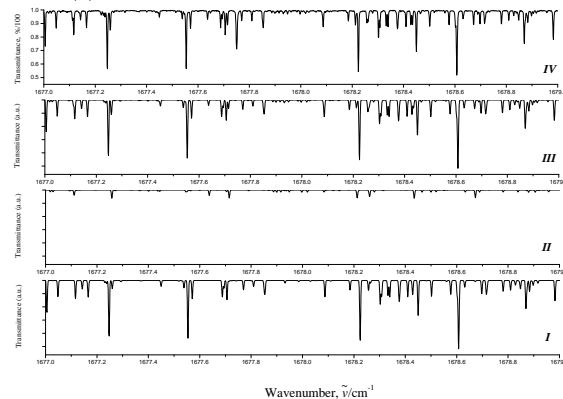 1.0
0.9
0.8
0.7
0.6
0.5
Transmittance, %/100
IV
1677.0 1677.2 1677.4 1677.6 1677.8 1678.0 1678.2 1678.4 1678.6 1678.8 1679.
Transmittance (a.u.)
III
1677.0 1677.2 1677.4 1677.6 1677.8 1678.0 1678.2 1678.4 1678.6 1678.8 1679.
Transmittance (a.u.)
II
1677.0 1677.2 1677.4 1677.6 1677.8 1678.0 1678.2 1678.4 1678.6 1678.8 1679.
Transmittance (a.u.)
I
1677.0 1677.2 1677.4 1677.6 1677.8 1678.0 1678.2 1678.4 1678.6 1678.8 1679.
Wavenumber, ṽ/cm⁻¹